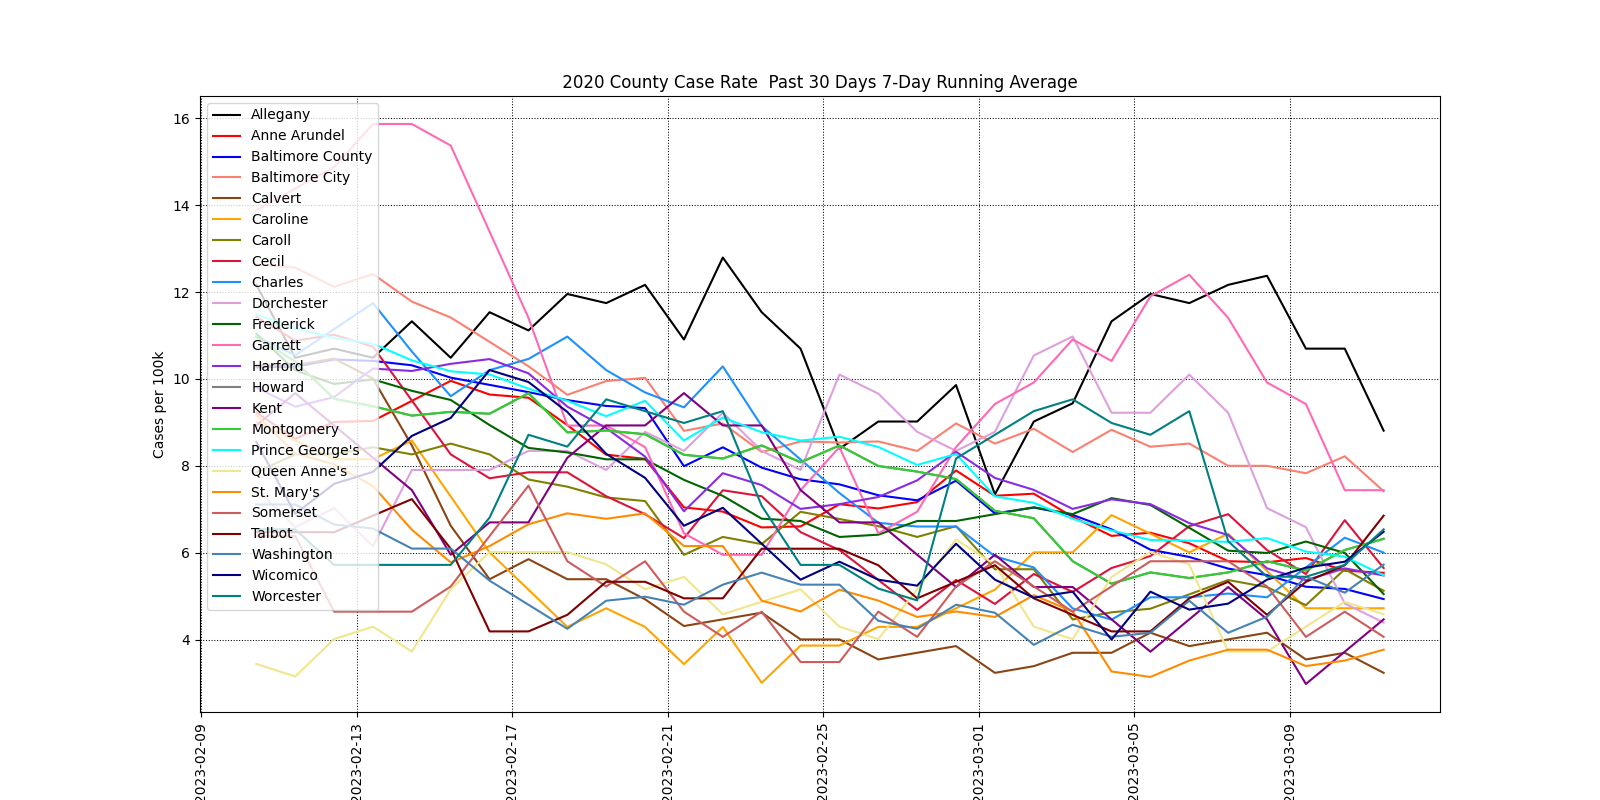 2020 County Case Rate  Past 30 Days 7-Day Running Average
Cases per 100k
16
14
12
10
8
6
4
Allegany
Anne Arundel
Baltimore County
Baltimore City
Calvert
Caroline
Caroll
Cecil
Charles
Dorchester
Frederick
Garrett
Harford
Howard
Kent
Montgomery
Prince George's
Queen Anne's
St. Mary's
Somerset
Talbot
Washington
Wicomico
Worcester
2023-02-09
2023-02-13
2023-02-17
2023-02-21
2023-02-25
2023-03-01
2023-03-05
2023-03-09